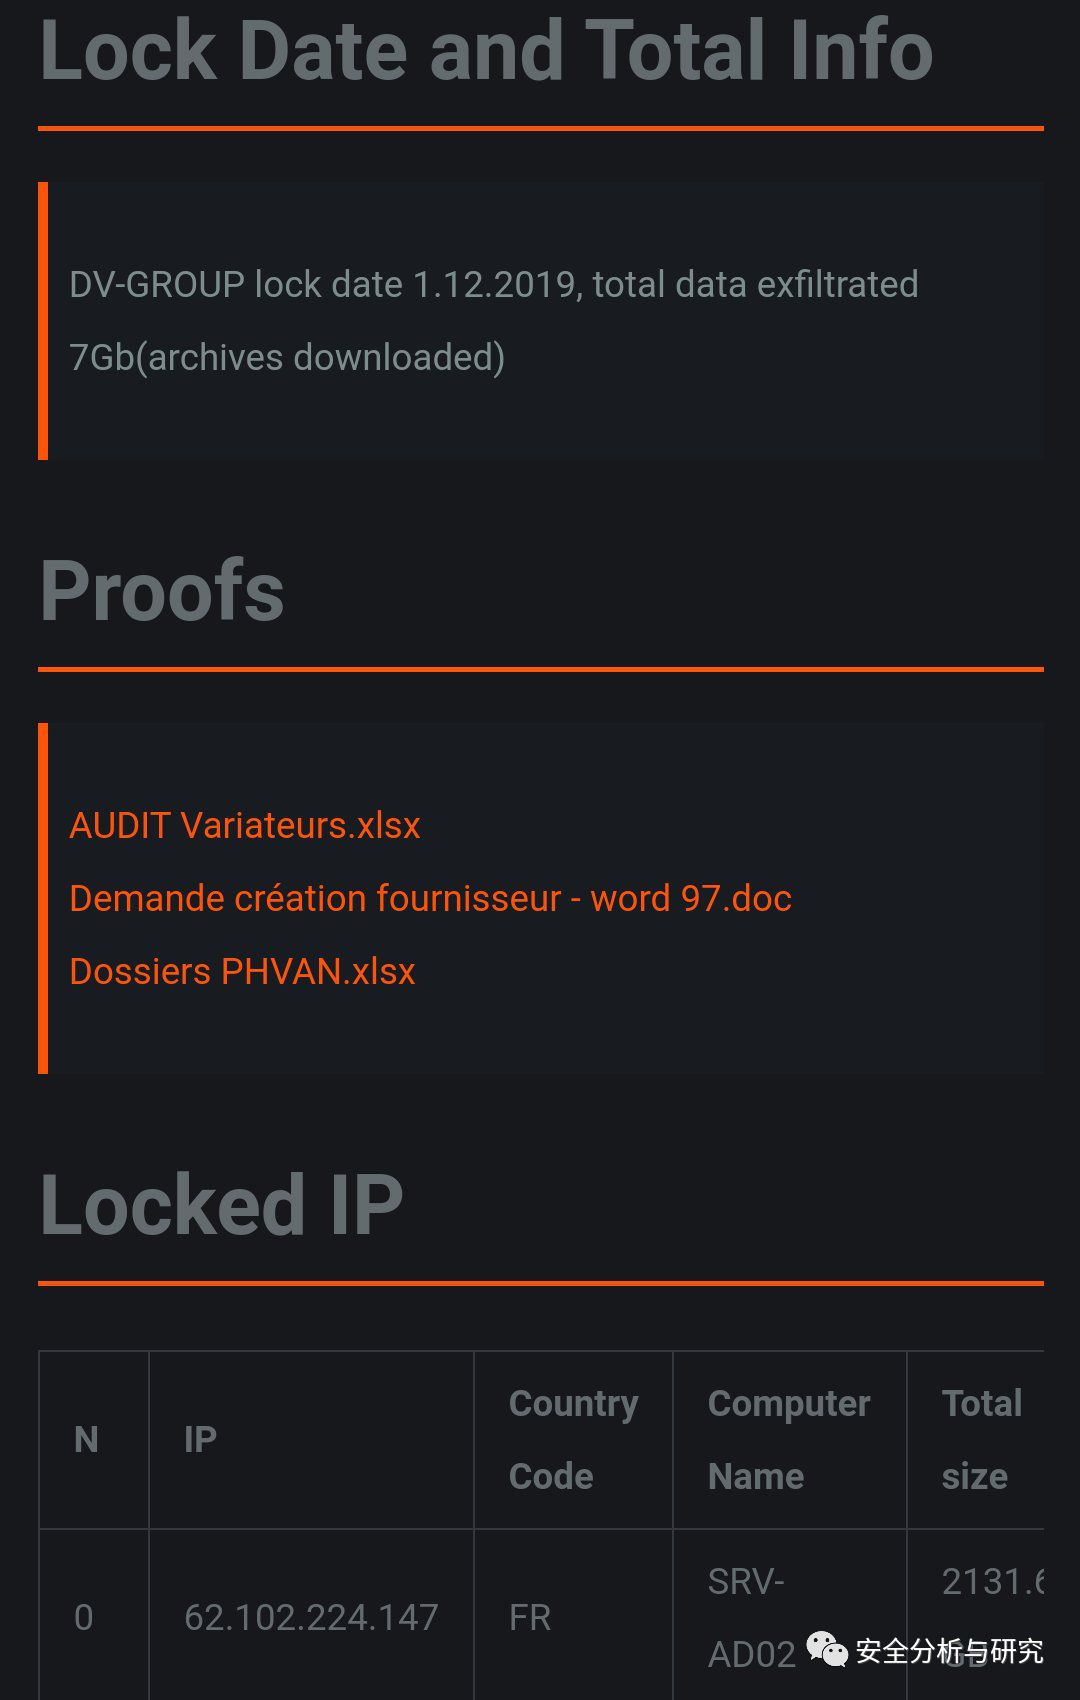 Lock Date and Total Info
DV-GROUP lock date 1.12.2019, total data exfiltrated
7Gb(archives downloaded)
Proofs
AUDIT Variateurs.xlsx
Demande création fournisseur - word 97.doc
Dossiers PHVAN.xlsx
Locked IP
N IP Country Code Computer Name Total size
0 62.102.224.147 FR SRV-AD02 2131.6
安全分析与研究